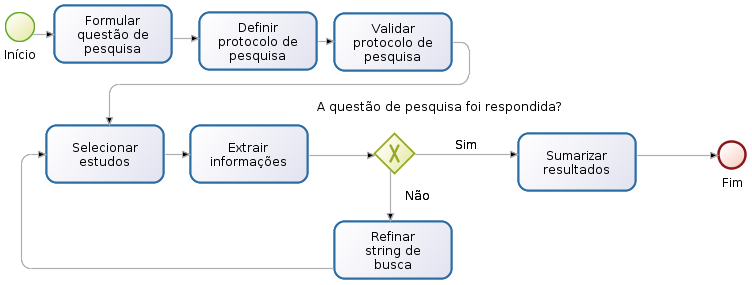 Início
Formular
questão de
pesquisa
Definir
protocolo de
pesquisa
Validar
protocolo de
pesquisa
A questão de pesquisa foi respondida?
Selecionar
estudos
Extrair
informações
Sim
Sumarizar
resultados
Fim
Não
Refinar
string de
busca